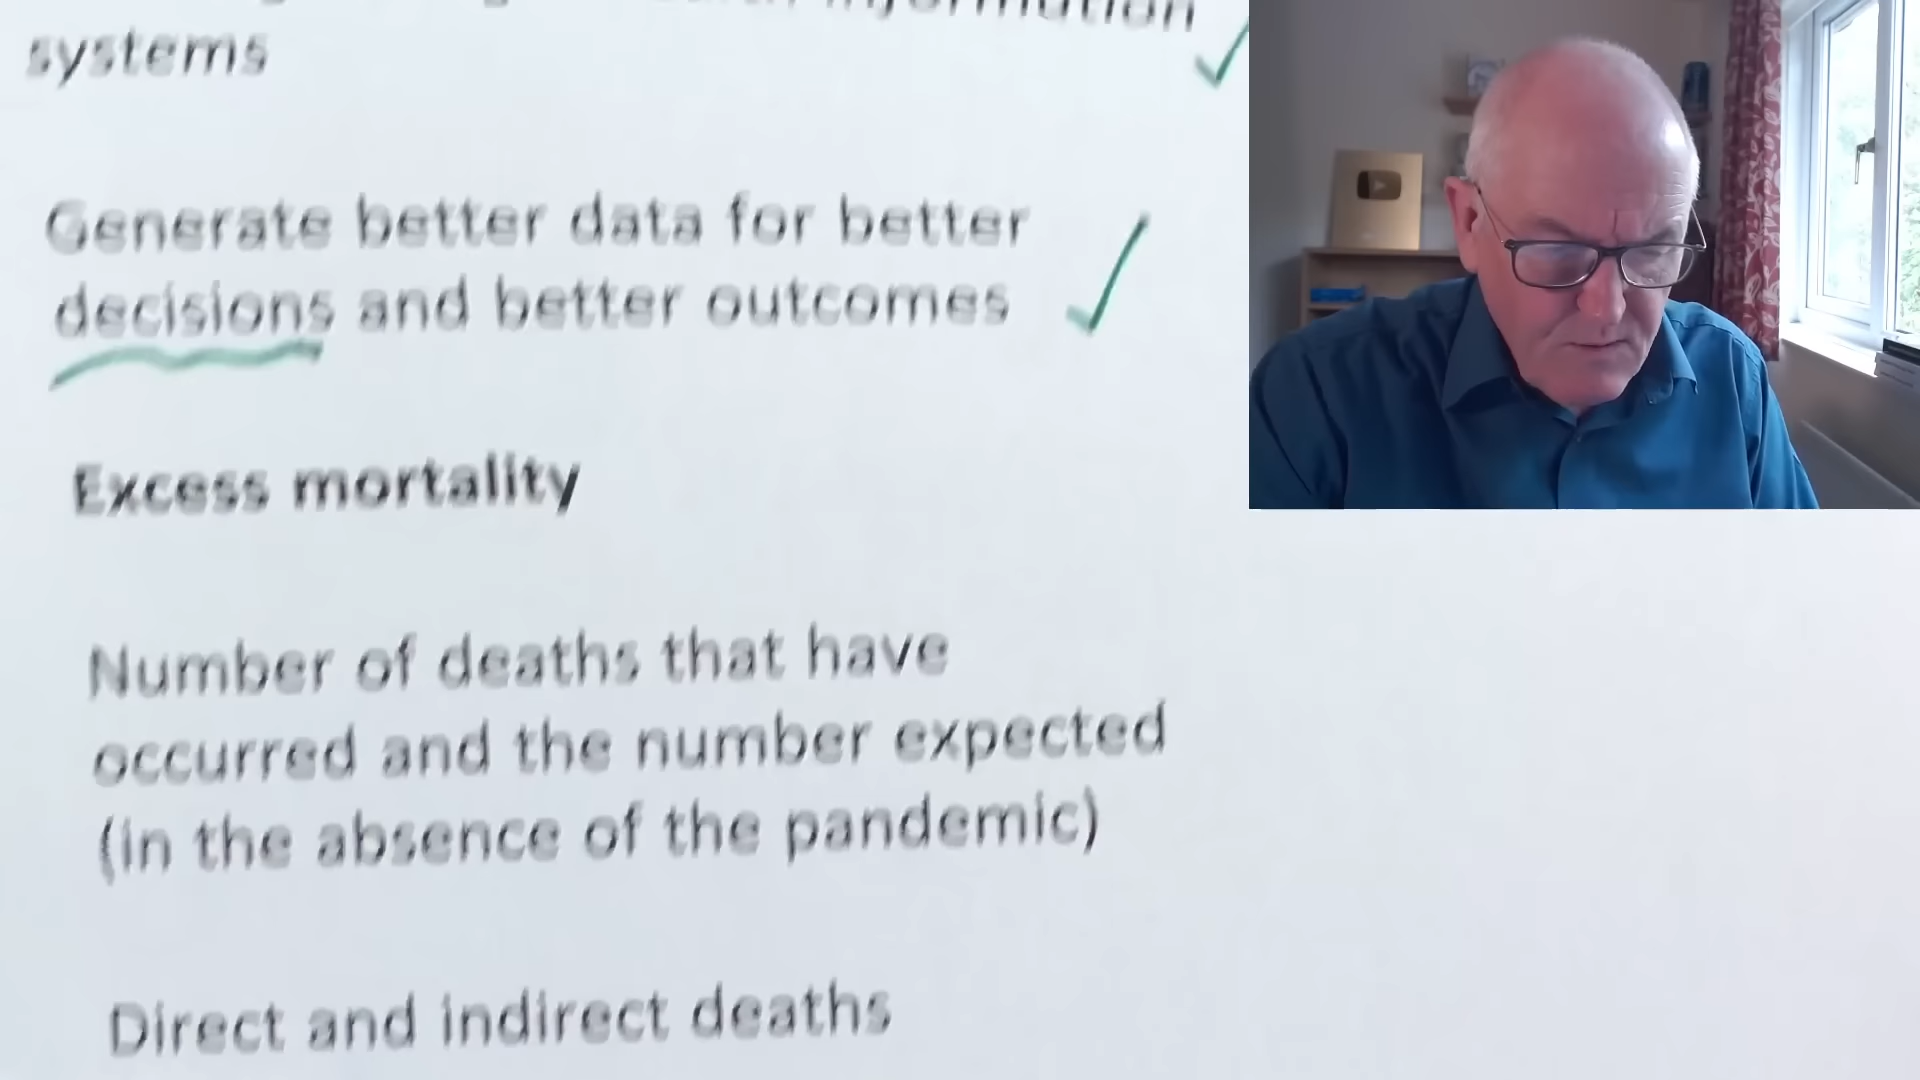 information
systems
Generate better data for better
decisions and better outcomes
Excess mortality
Number of deaths that have
occurred and the number expected
(in the absence of the pandemic)
Direct and indirect deaths